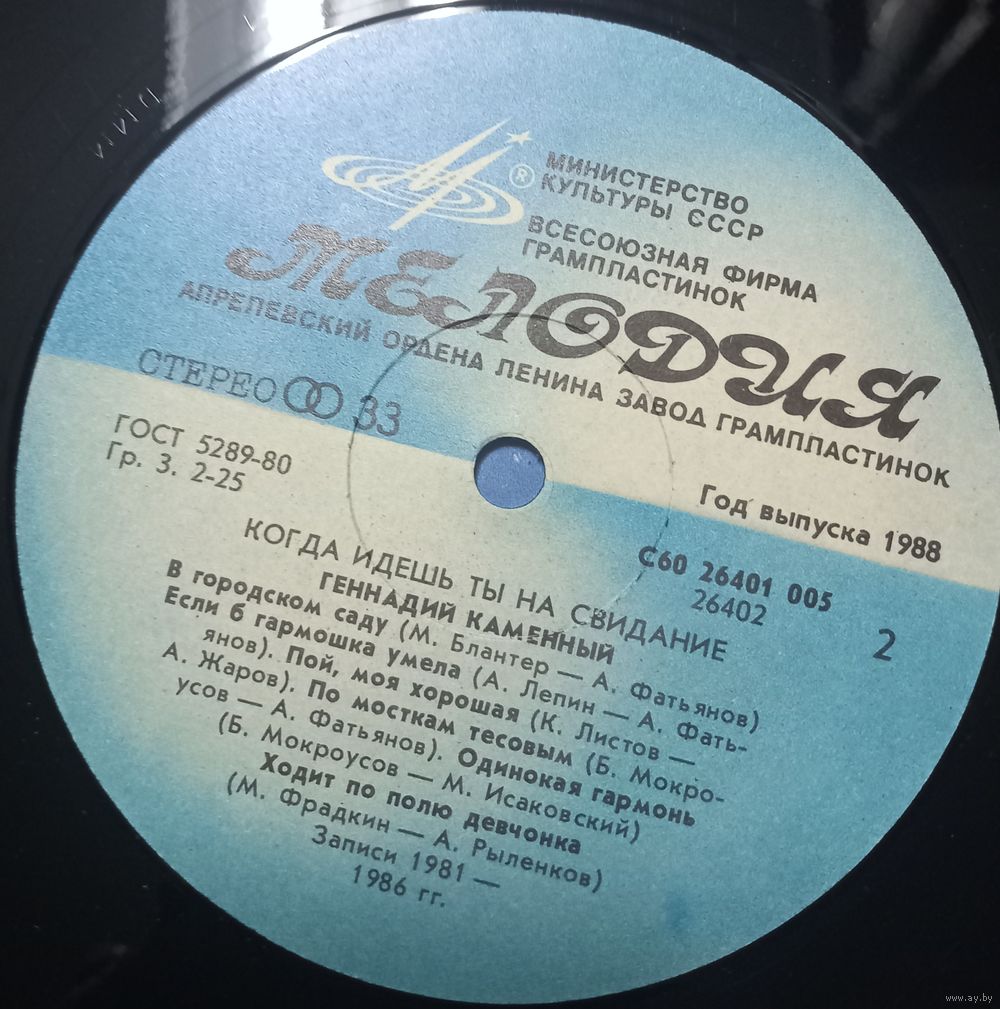 ®
МИНИСТЕРСТВО
КУЛЬТУРЫ СССР
ВСЕСОЮЗНАЯ ФИРМА
ГРАМПЛАСТИНОК
МЕЛОДИЯ
АПРЕЛЕВСКИЙ ОРДЕНА ЛЕНИНА ЗАВОД ГРАМПЛАСТИНОК
СТЕРЕО 33
ГОСТ 5289-80
Гр. 3. 2-25
Год выпуска 1988
С60 26401 005
26402
2
КОГДА ИДЕШЬ ТЫ НА СВИДАНИЕ
ГЕННАДИЙ КАМЕННЫЙ
В городском саду (М. Блантер — А. Фатьянов)
Если б гармошка умела (А. Лепин — А. Фать-
янов). Пой, моя хорошая (К. Листов —
А. Жаров). По мосткам тесовым (Б. Мокро-
усов — А. Фатьянов). Одинокая гармонь
(Б. Мокроусов — М. Исаковский)
Ходит по полю девчонка
(М. Фрадкин — А. Рыленков)
Записи 1981 —
1986 гг.
www.ay.by